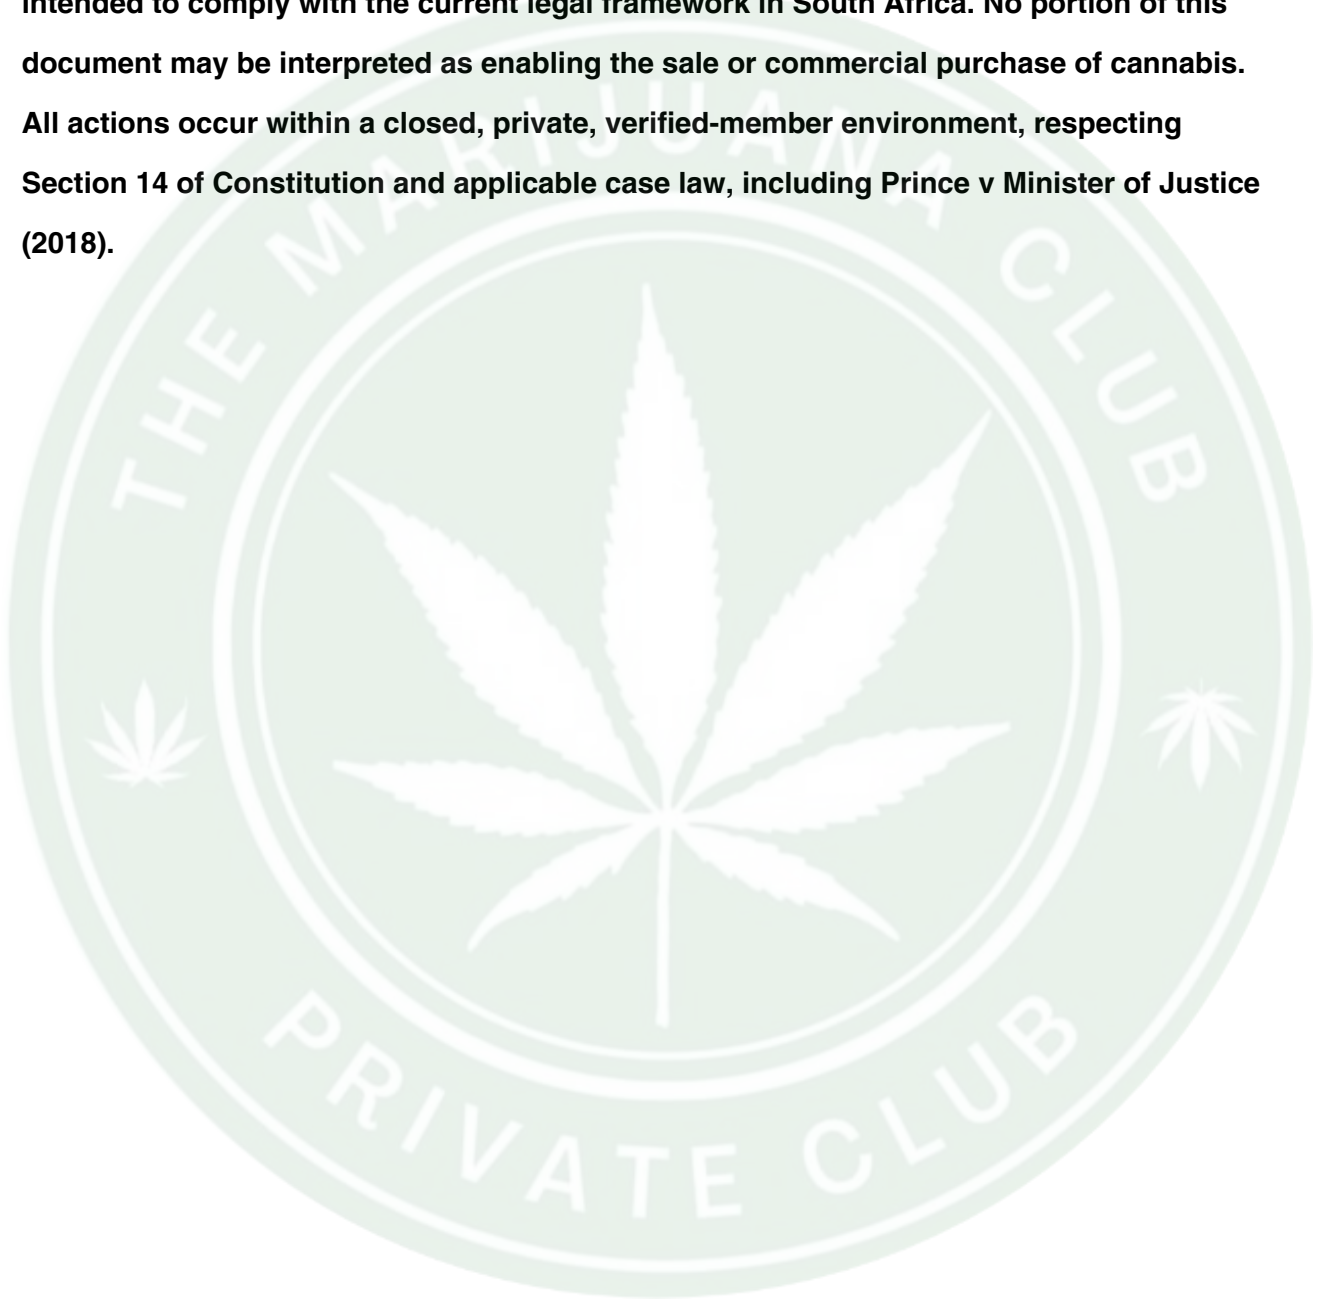 intended to comply with the current legal framework in South Africa. No portion of this
document may be interpreted as enabling the sale or commercial purchase of cannabis.
All actions occur within a closed, private, verified-member environment, respecting
Section 14 of Constitution and applicable case law, including Prince v Minister of Justice
(2018).
THE MARIJUANA CLUB
PRIVATE CLUB